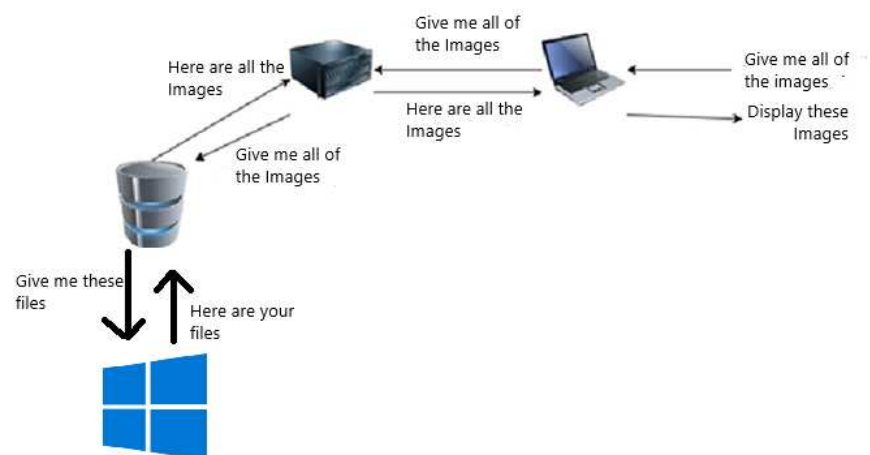 Give me all of
the Images
Here are all the
Images
Give me all of
the images
Here are all the
Images
Display these
Images
Give me all of
the Images
Give me these
files
Here are your
files